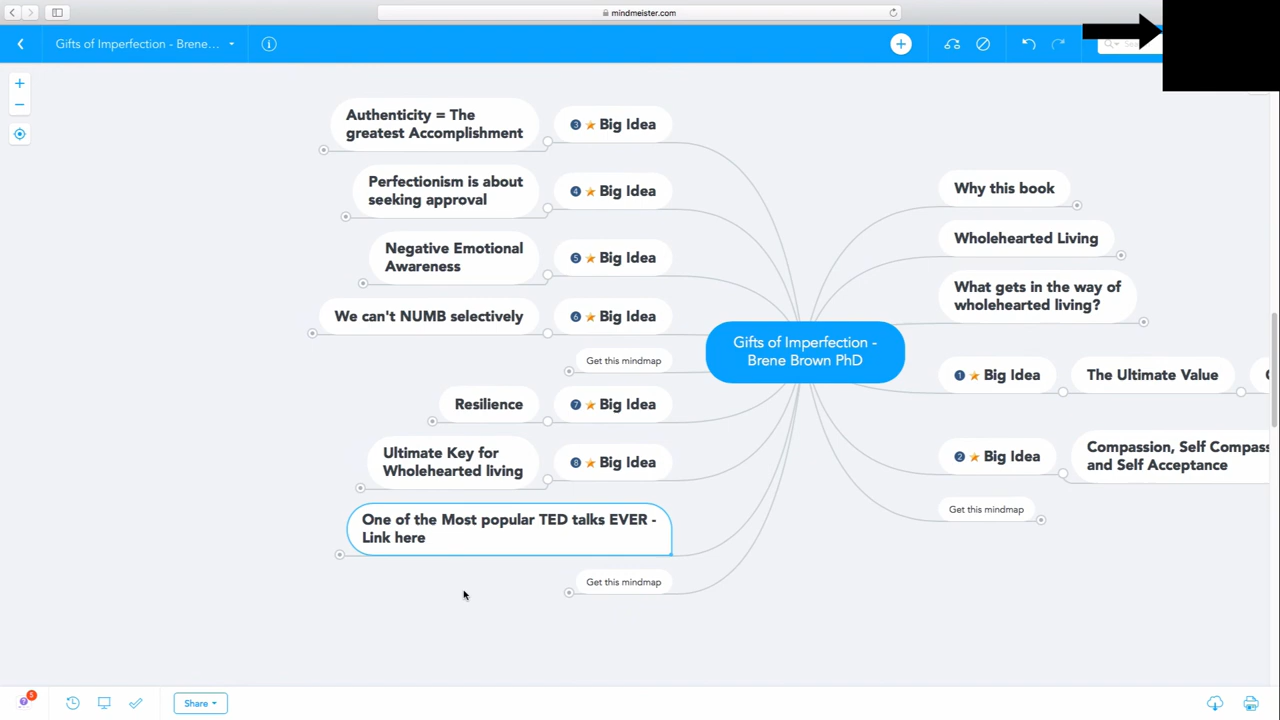 mindmeister.com
Gifts of Imperfection - Brene...
Authenticity = The
greatest Accomplishment
3 Big Idea
Perfectionism is about
seeking approval
4 Big Idea
Negative Emotional
Awareness
5 Big Idea
We can't NUMB selectively
6 Big Idea
Get this mindmap
Resilience
7 Big Idea
Ultimate Key for
Wholehearted living
8 Big Idea
One of the Most popular TED talks EVER -
Link here
Get this mindmap
Gifts of Imperfection -
Brene Brown PhD
Why this book
Wholehearted Living
What gets in the way of
wholehearted living?
1 Big Idea
The Ultimate Value
2 Big Idea
Compassion, Self Compass
and Self Acceptance
Get this mindmap
5
Share